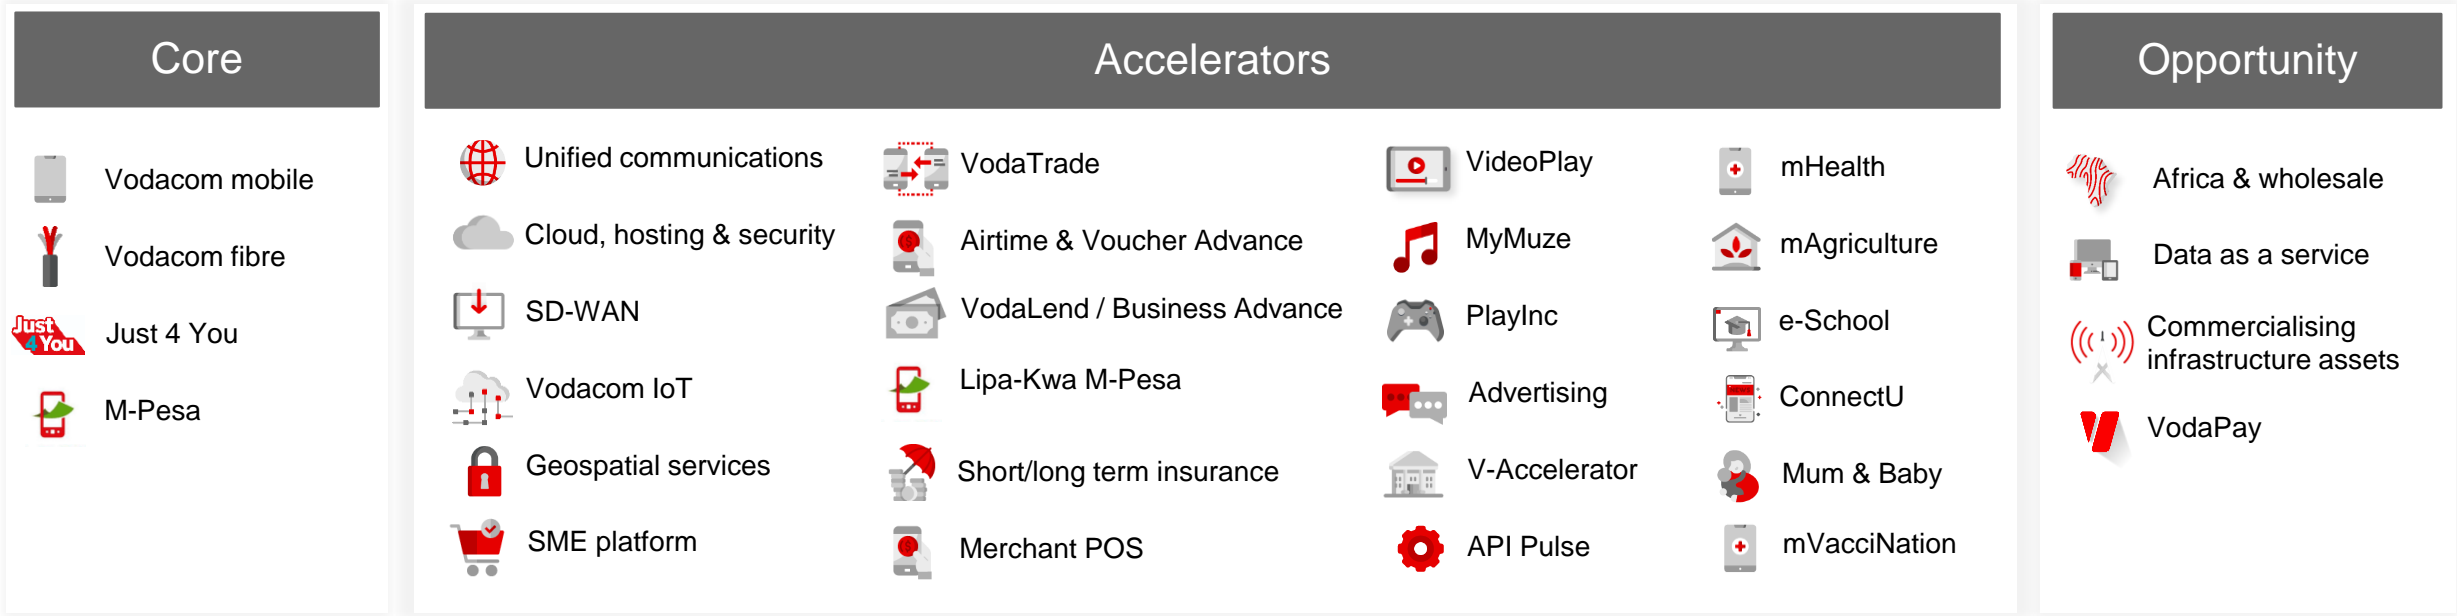 Core
Vodacom mobile
Vodacom fibre
Just
4 You
Just 4 You
M-Pesa
Accelerators
Unified communications
Cloud, hosting & security
SD-WAN
Vodacom IoT
Geospatial services
SME platform
VodaTrade
Airtime & Voucher Advance
VodaLend / Business Advance
Lipa-Kwa M-Pesa
Short/long term insurance
Merchant POS
VideoPlay
MyMuze
PlayInc
Advertising
V-Accelerator
API Pulse
mHealth
mAgriculture
e-School
ConnectU
Mum & Baby
mVacciNation
Opportunity
Africa & wholesale
Data as a service
Commercialising
infrastructure assets
VodaPay